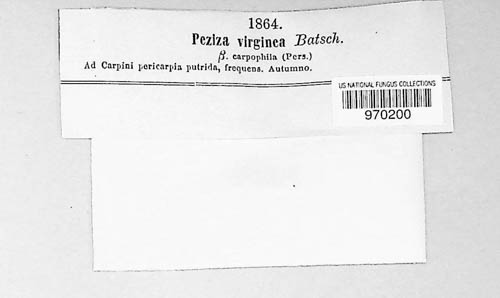 1864.
Peziza virginea Batsch.
β. carpophila (Pers.)
Ad Carpini pericarpia putrida, frequens. Autumno.
US NATIONAL FUNGUS COLLECTIONS
970200